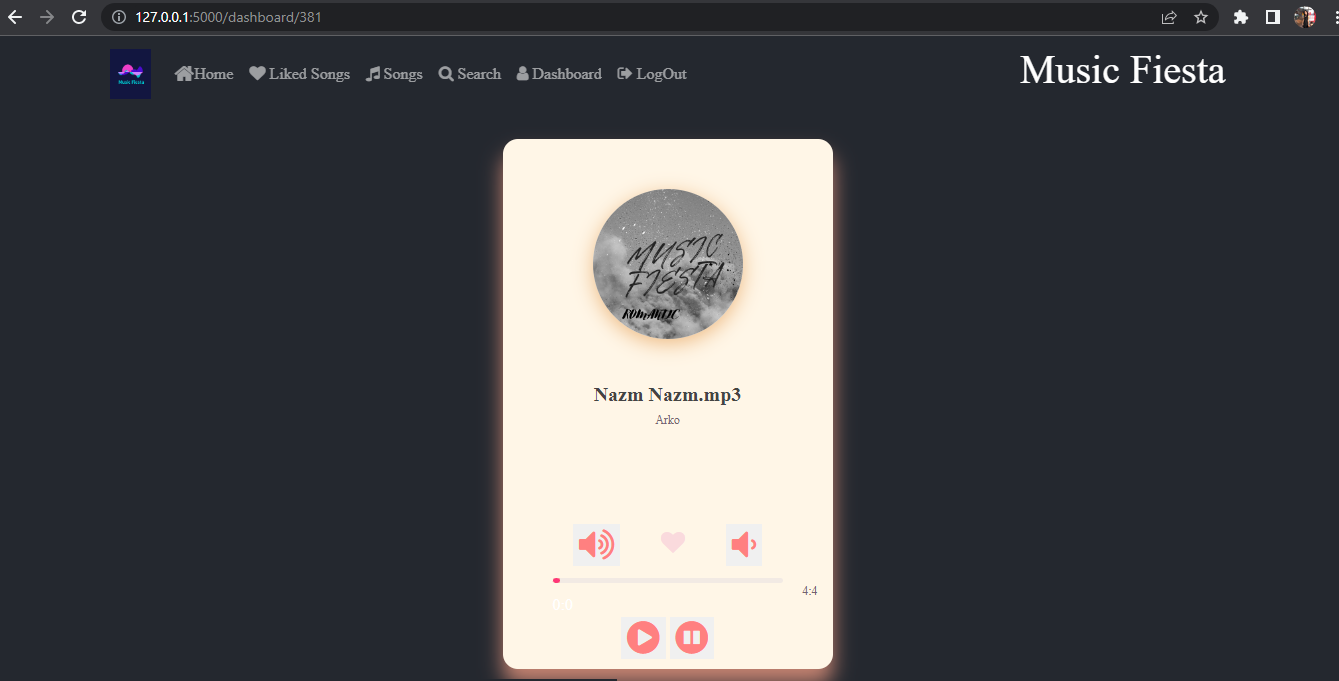 127.0.0.1:5000/dashboard/381
Music Fiesta
Home Liked Songs Songs Search Dashboard LogOut
Music Fiesta
MUSIC
FIESTA
ROMANTIC
Nazm Nazm.mp3
Arko
4:4
0:0